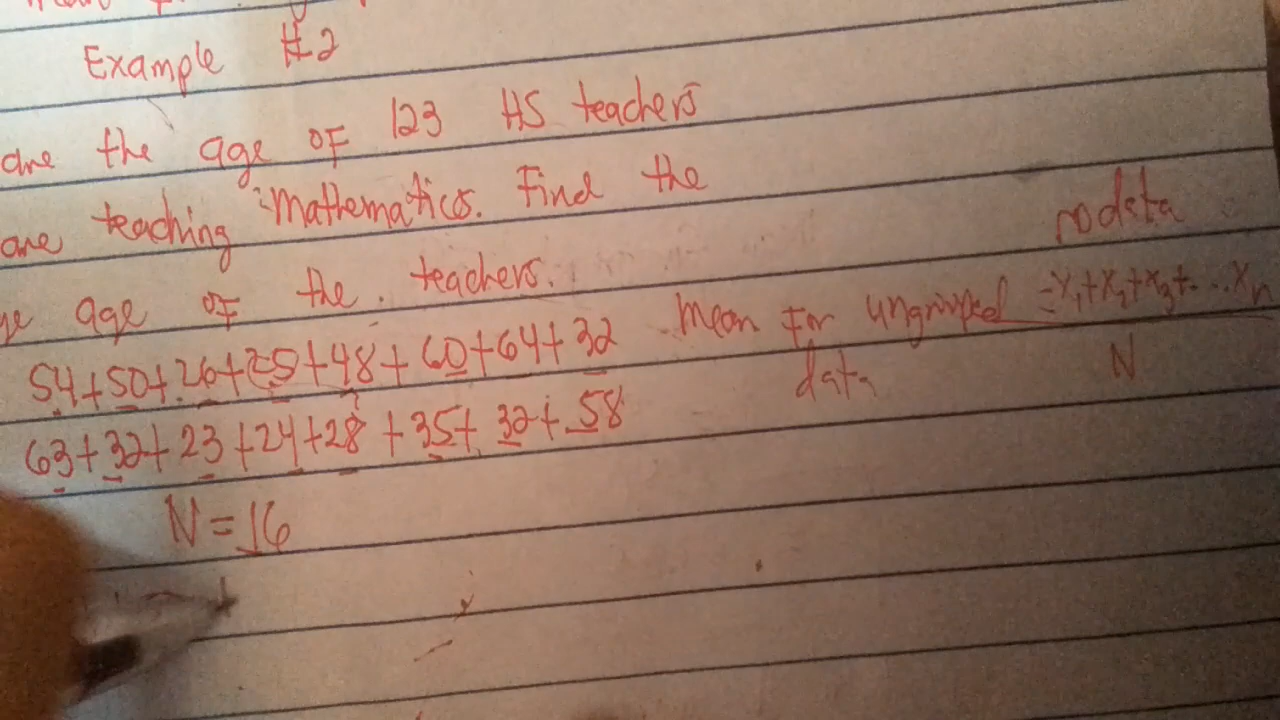 Example #2
are the age of 123 HS teachers
are teaching Mathematics. Find the
age of the teachers.
54+50+26+25+48+60+64+32
63+32+23+24+28+35+32+58
N=16
no data
Mean For ungrouped =X₁+X₂+X₃+...Xn
data
N